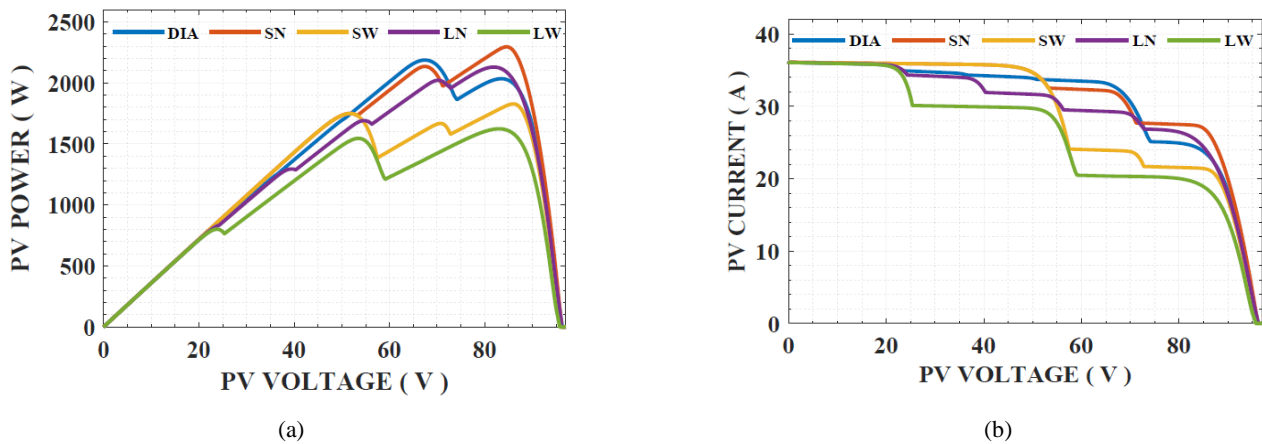 PV POWER ( W )
2500
2000
1500
1000
500
0
DIA SN SW LN LW
0 20 40 60 80
PV VOLTAGE ( V )
(a)
PV CURRENT ( A )
40
30
20
10
0
DIA SN SW LN LW
0 20 40 60 80
PV VOLTAGE ( V )
(b)